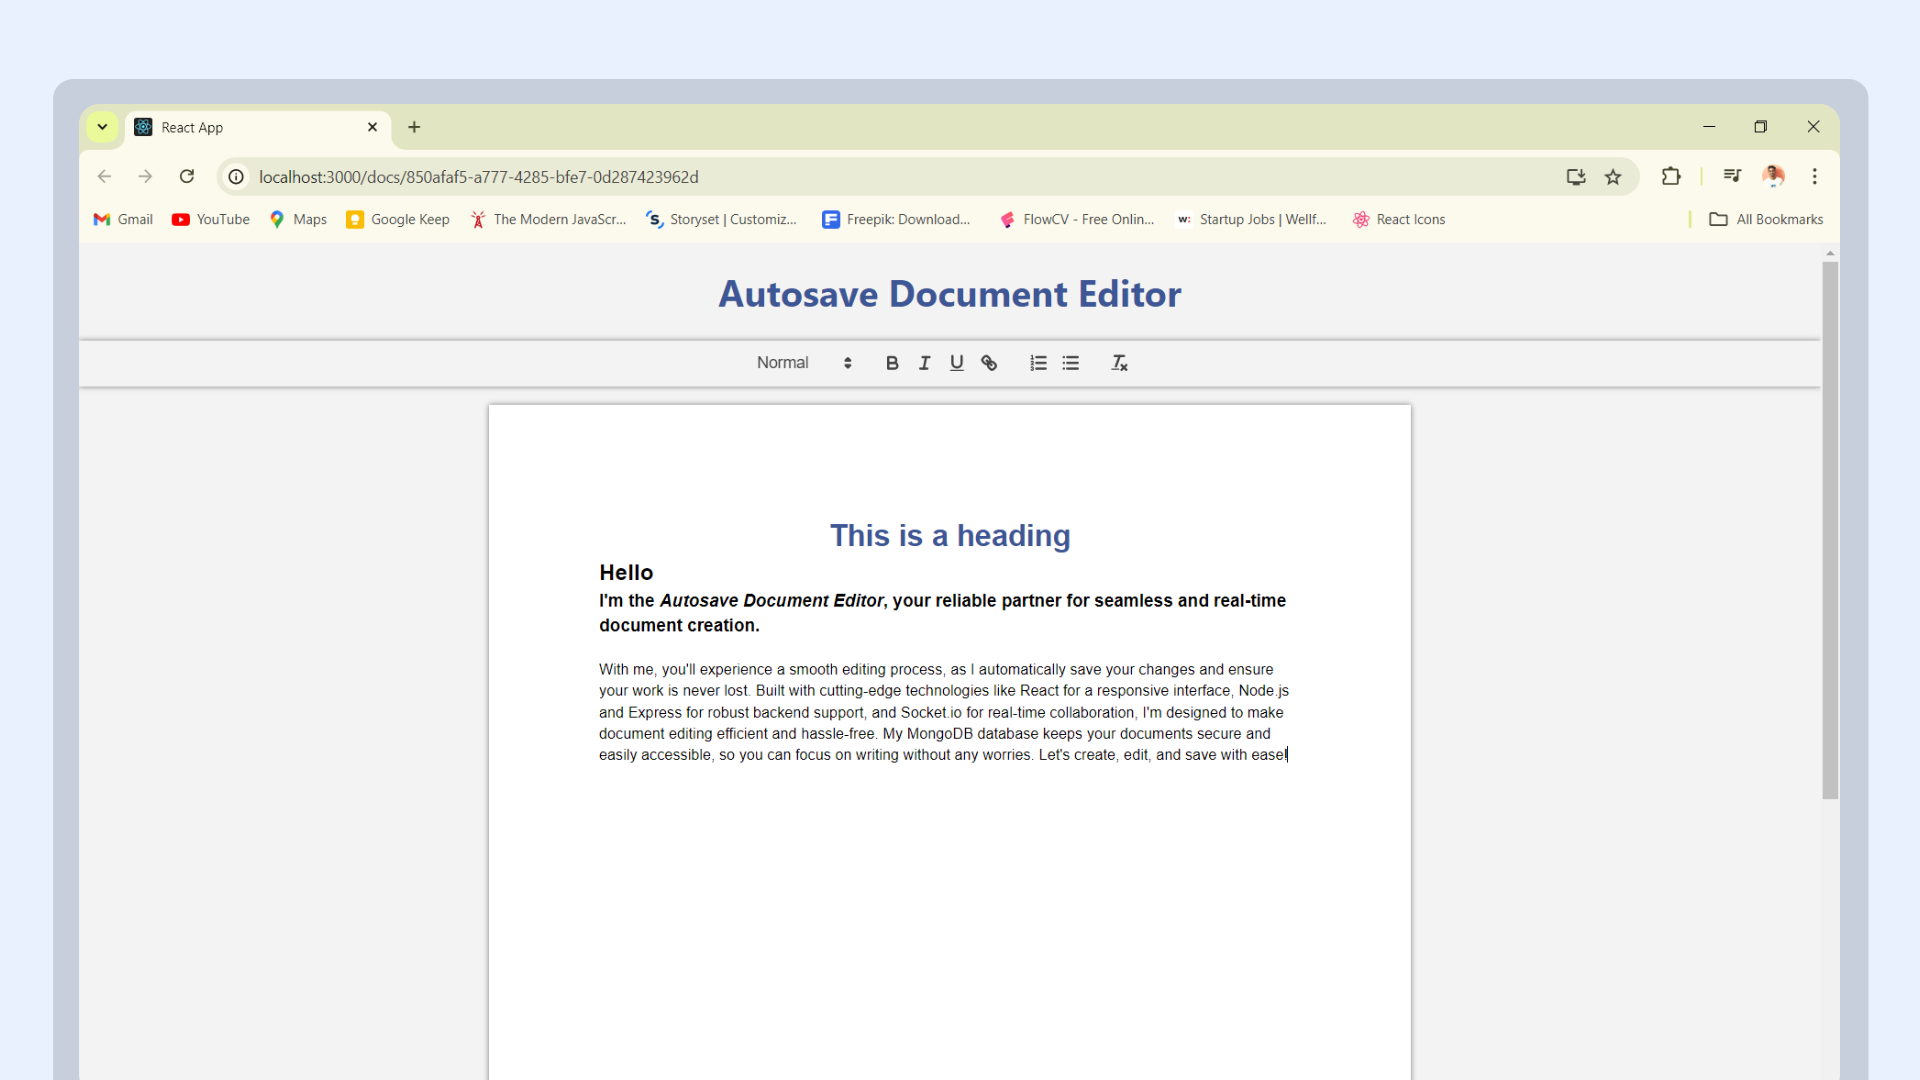 React App
localhost:3000/docs/850afaf5-a777-4285-bfe7-0d287423962d
Gmail YouTube Maps Google Keep The Modern JavaScr... Storyset | Customiz... Freepik: Download... FlowCV - Free Onlin... w: Startup Jobs | Wellf... React Icons All Bookmarks
Autosave Document Editor
Normal B I U
This is a heading
Hello
I'm the Autosave Document Editor, your reliable partner for seamless and real-time
document creation.
With me, you'll experience a smooth editing process, as I automatically save your changes and ensure
your work is never lost. Built with cutting-edge technologies like React for a responsive interface, Node.js
and Express for robust backend support, and Socket.io for real-time collaboration, I'm designed to make
document editing efficient and hassle-free. My MongoDB database keeps your documents secure and
easily accessible, so you can focus on writing without any worries. Let's create, edit, and save with ease!